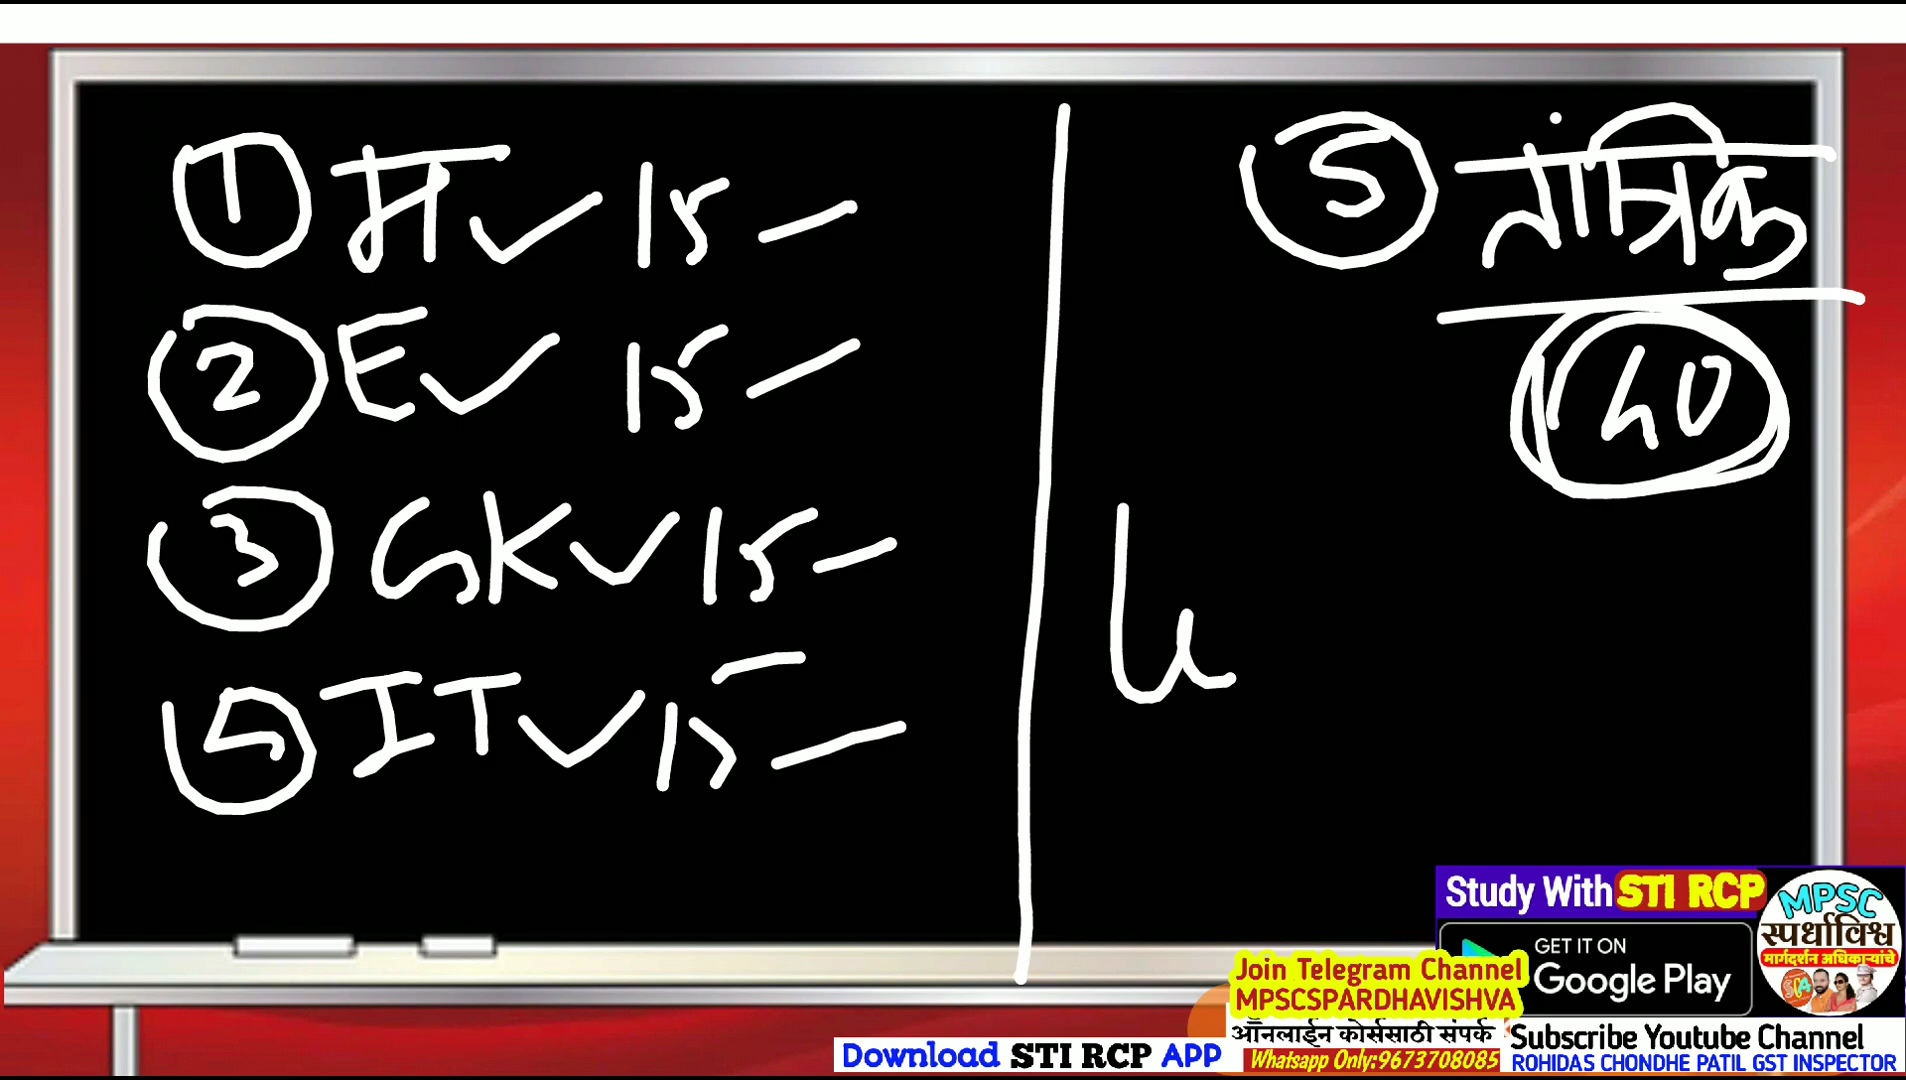 ① म ✓ 15 —
② E ✓ 15 —
③ GK ✓ 15 —
④ IT ✓ 15 —
⑤ तांत्रिक
40
Study With STI RCP
GET IT ON
Google Play
MPSC
स्पर्धाविश्व
मार्गदर्शन अधिकाऱ्यांचे
Join Telegram Channel
MPSCSPARDHAVISHVA
ऑनलाईन कोर्ससाठी संपर्क
Whatsapp Only:9673708085
Download STI RCP APP
Subscribe Youtube Channel
ROHIDAS CHONDHE PATIL GST INSPECTOR